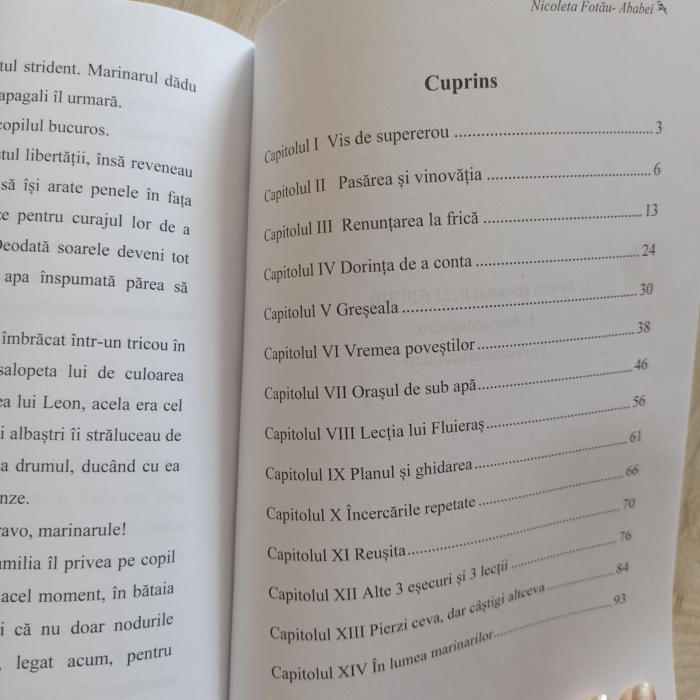 tul strident. Marinarul dădu
apagali îl urmară.
copilul bucuros.
tul libertății, însă reveneau
să își arate penele în fața
e pentru curajul lor de a
Deodată soarele deveni tot
apa înspumată părea să
îmbrăcat într-un tricou în
salopeta lui de culoarea
ea lui Leon, acela era cel
i albaștri îi străluceau de
a drumul, ducând cu ea
nze.
ravo, marinarule!
amilia îl privea pe copil
acel moment, în bătaia
i că nu doar nodurile
legat acum, pentru
Nicoleta Fotău- Ababei
Cuprins
Capitolul I Vis de supererou ........ 3
Capitolul II Pasărea și vinovăția ........ 6
Capitolul III Renunțarea la frică ........ 13
Capitolul IV Dorința de a conta ........ 24
Capitolul V Greșeala ........ 30
Capitolul VI Vremea poveștilor ........ 38
Capitolul VII Orașul de sub apă ........ 46
Capitolul VIII Lecția lui Fluieraș ........ 56
Capitolul IX Planul și ghidarea ........ 61
Capitolul X Încercările repetate ........ 66
Capitolul XI Reușita ........ 70
Capitolul XII Alte 3 eșecuri și 3 lecții ........ 76
Capitolul XIII Pierzi ceva, dar câștigi altceva ........ 84
Capitolul XIV În lumea marinarilor ........ 93